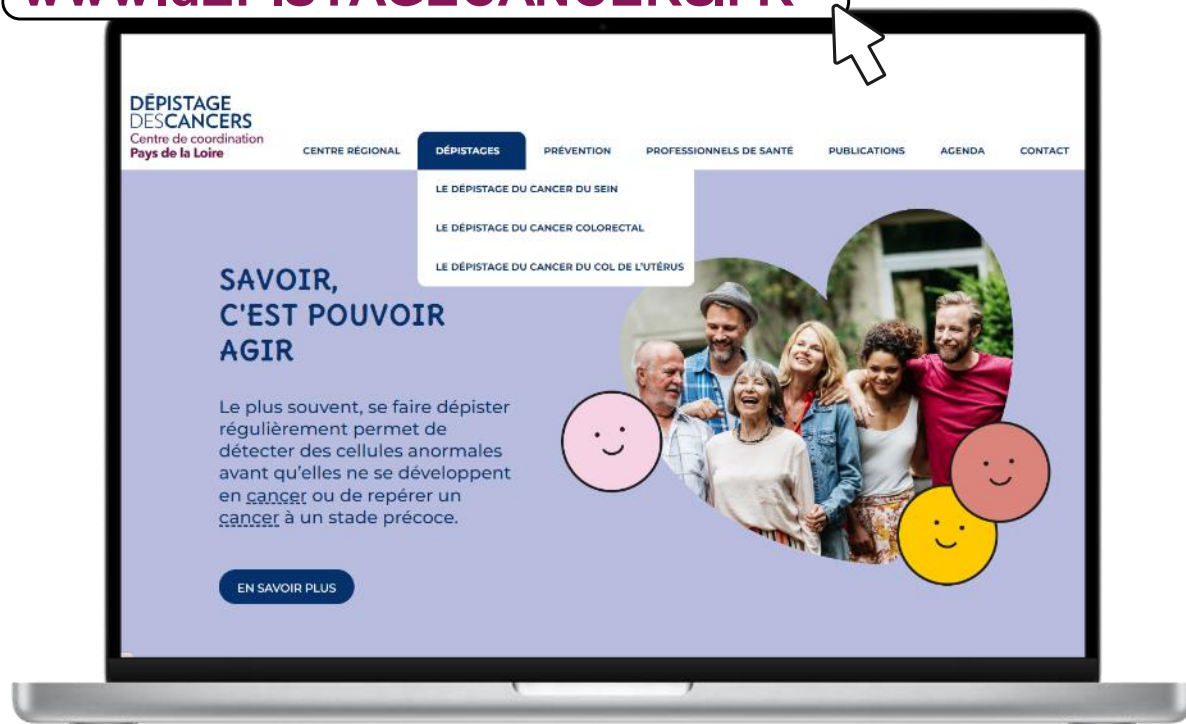 DÉPISTAGE
DESCANCERS
Centre de coordination
Pays de la Loire
CENTRE RÉGIONAL
DÉPISTAGES
PRÉVENTION
PROFESSIONNELS DE SANTÉ
PUBLICATIONS
AGENDA
CONTACT
LE DÉPISTAGE DU CANCER DU SEIN
LE DÉPISTAGE DU CANCER COLORECTAL
LE DÉPISTAGE DU CANCER DU COL DE L'UTÉRUS
SAVOIR,
C'EST POUVOIR
AGIR
Le plus souvent, se faire dépister
régulièrement permet de
détecter des cellules anormales
avant qu'elles ne se développent
en cancer ou de repérer un
cancer à un stade précoce.
EN SAVOIR PLUS